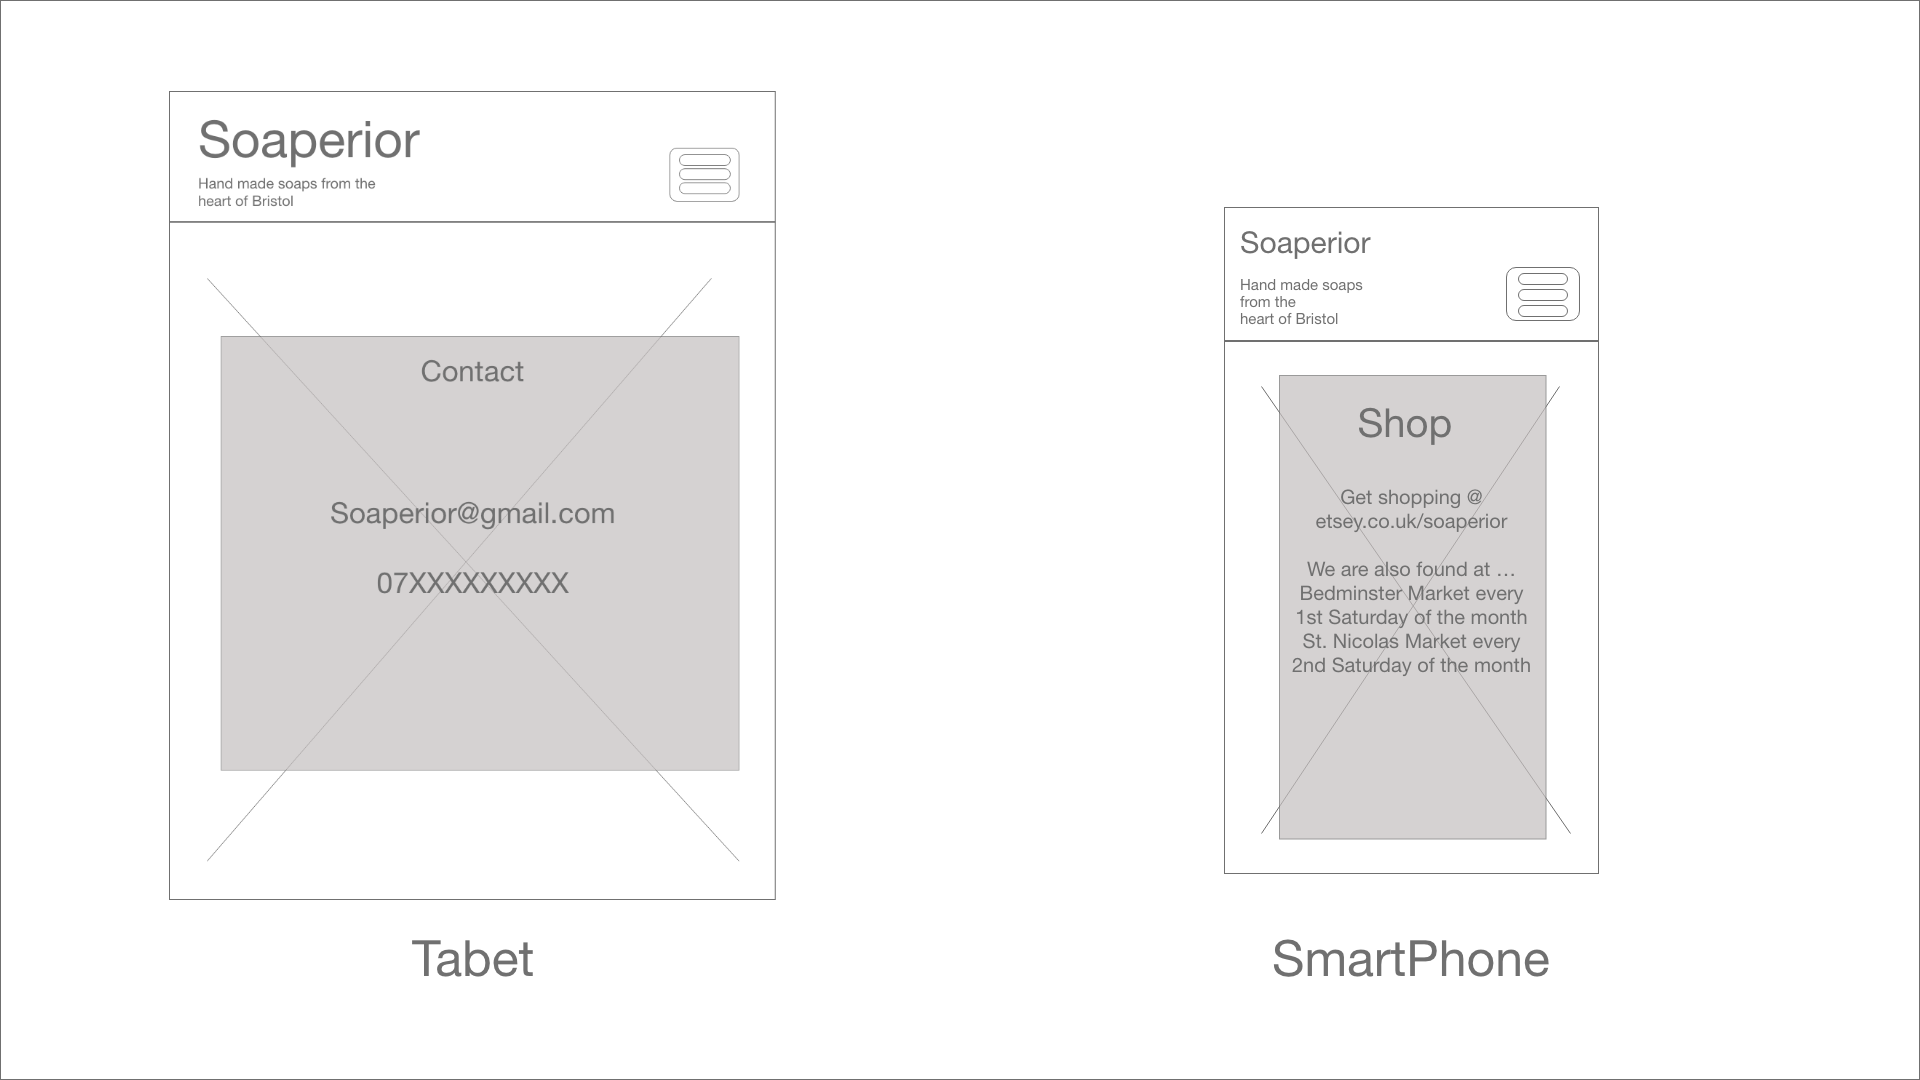 Soaperior
Hand made soaps from the
heart of Bristol
Contact
Soaperior@gmail.com
07XXXXXXXXX
Tabet
Soaperior
Hand made soaps
from the
heart of Bristol
Shop
Get shopping @
etsey.co.uk/soaperior
We are also found at …
Bedminster Market every
1st Saturday of the month
St. Nicolas Market every
2nd Saturday of the month
SmartPhone